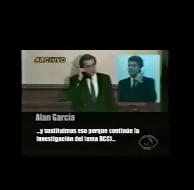 ARCHIVO
Alan García
...y sustituimos eso porque continúe la
investigación del tema BCCI...